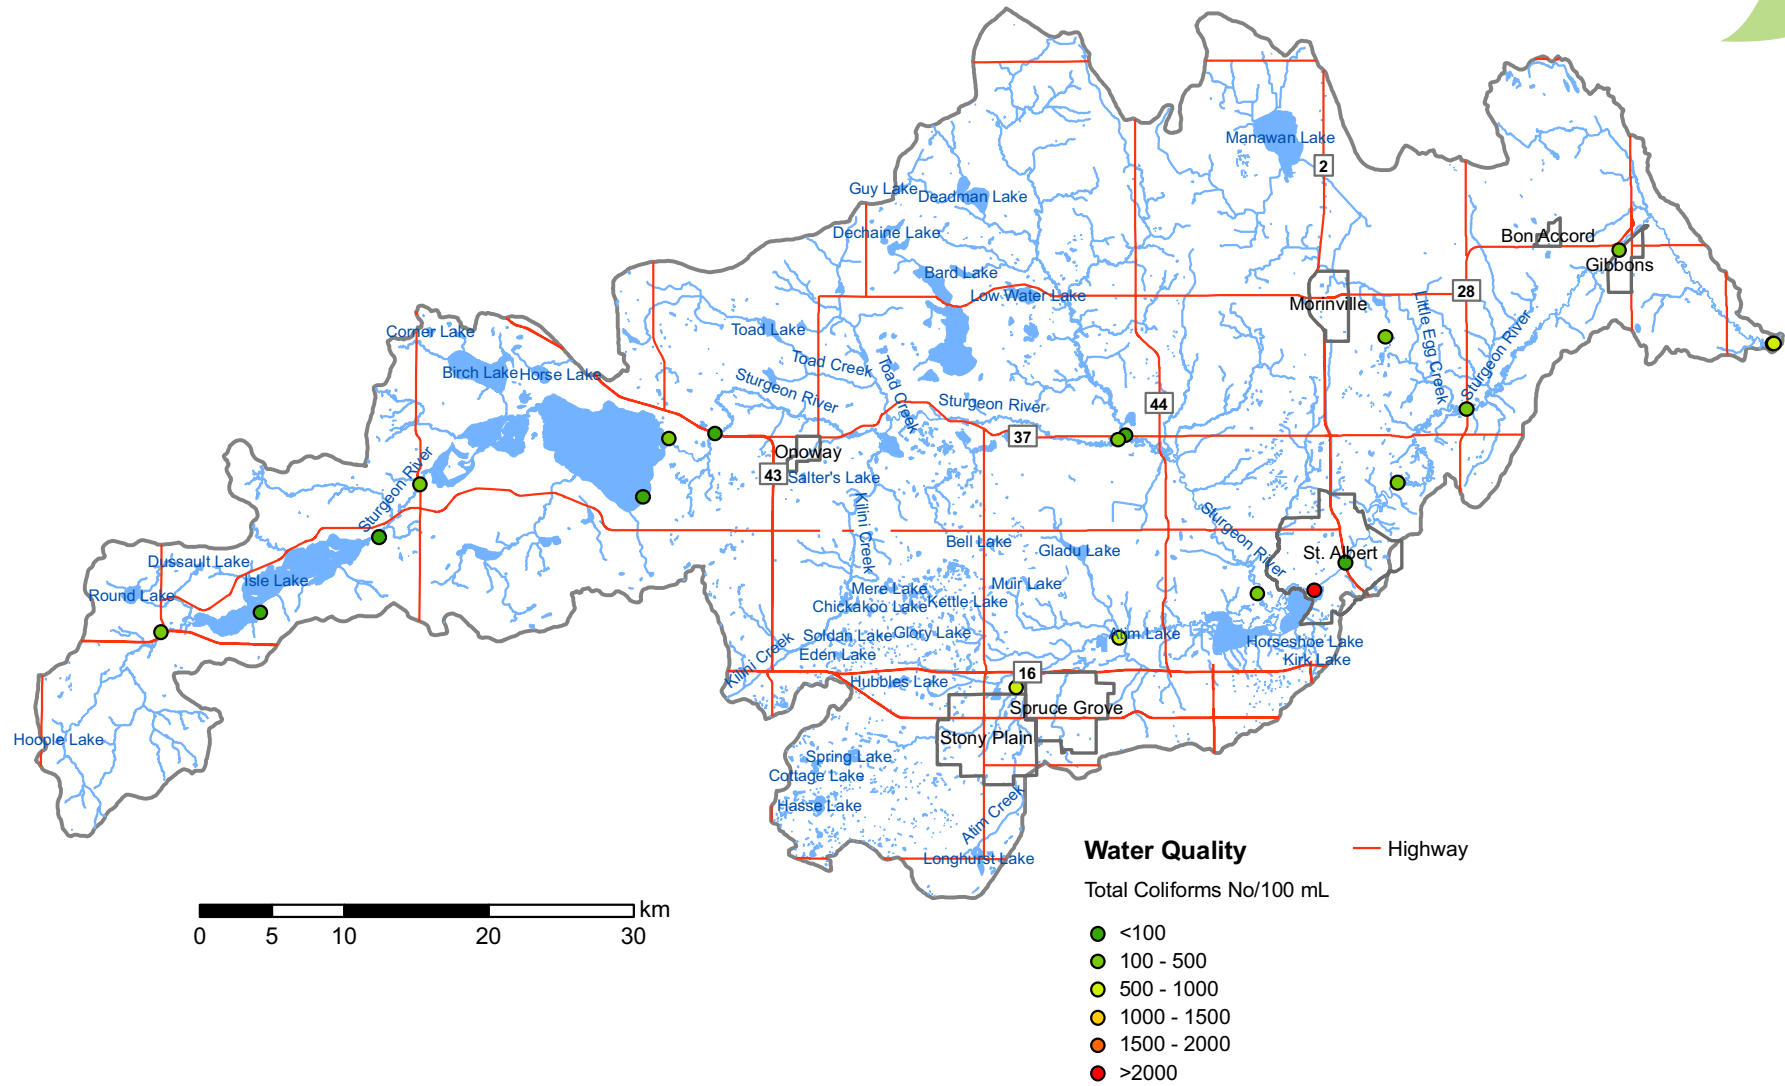 Manawan Lake
2
Guy Lake
Deadman Lake
Dechaine Lake
Bon Accord
Gibbons
Bard Lake
Low Water Lake
28
Morinville
Little Egg Creek
Sturgeon River
Corner Lake
Toad Lake
Toad Creek
Toad Creek
Birch Lake
Horse Lake
Sturgeon River
Sturgeon River
44
37
Onoway
43
Salter's Lake
Sturgeon River
Kilini Creek
Sturgeon River
Bell Lake
Gladu Lake
St. Albert
Dussault Lake
Isle Lake
Round Lake
Mere Lake
Muir Lake
Chickakoo Lake
Kettle Lake
Soldan Lake
Glory Lake
Atim Lake
Horseshoe Lake
Eden Lake
Kirk Lake
Kilini Creek
16
Hubbles Lake
Spruce Grove
Hoople Lake
Stony Plain
Spring Lake
Cottage Lake
Hasse Lake
Atim Creek
Longhurst Lake
Water Quality
Highway
Total Coliforms No/100 mL
<100
100 - 500
500 - 1000
1000 - 1500
1500 - 2000
>2000
km
0 5 10 20 30